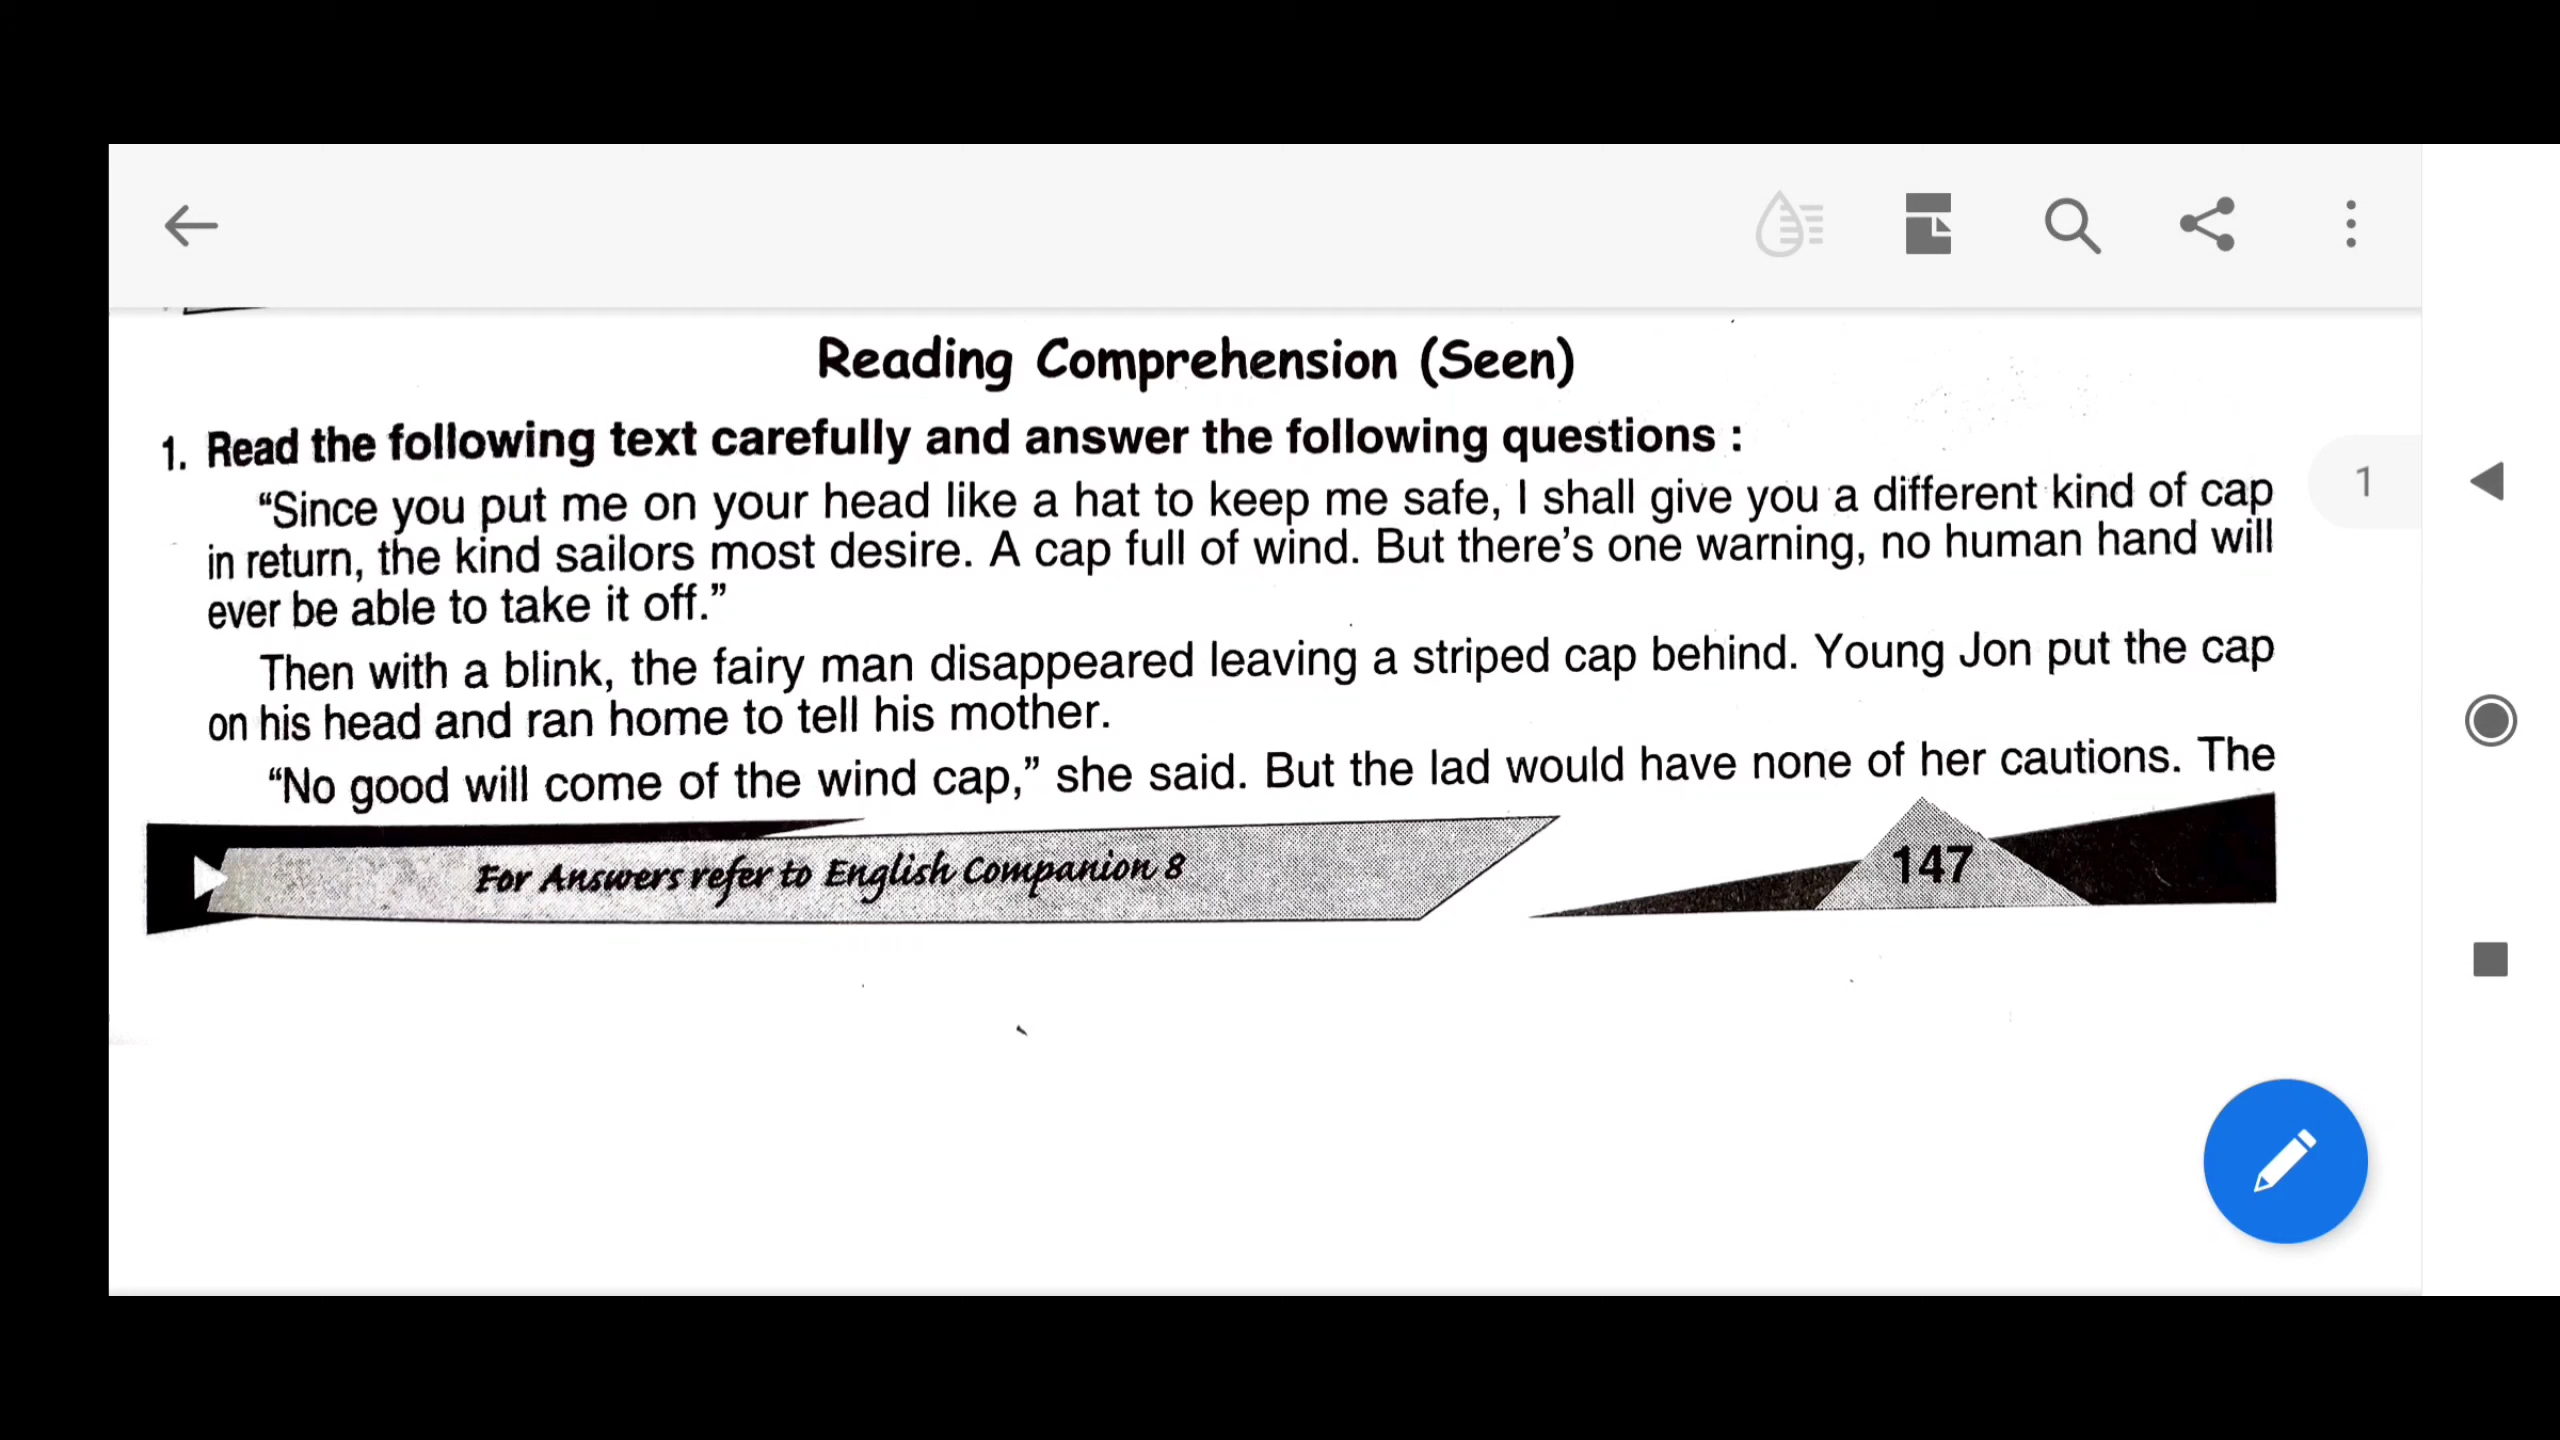 Reading Comprehension (Seen)
1. Read the following text carefully and answer the following questions :
“Since you put me on your head like a hat to keep me safe, I shall give you a different kind of cap
in return, the kind sailors most desire. A cap full of wind. But there’s one warning, no human hand will
ever be able to take it off.”
Then with a blink, the fairy man disappeared leaving a striped cap behind. Young Jon put the cap
on his head and ran home to tell his mother.
“No good will come of the wind cap,” she said. But the lad would have none of her cautions. The
For Answers refer to English Companion 8
147
1